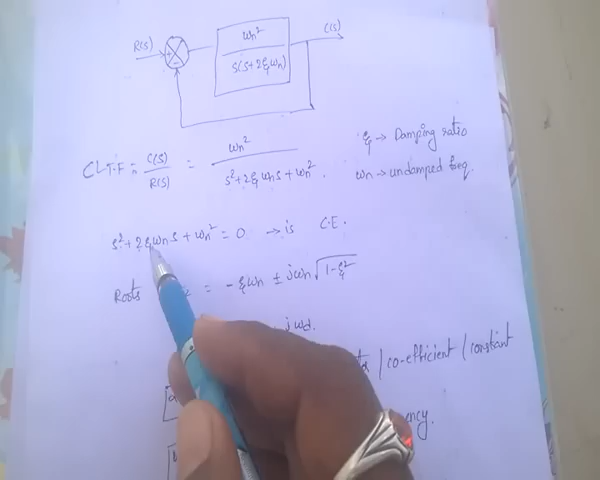 R(S) + - ωn² / S(S+2ξωn) C(S)
CLTF = C(S)/R(S) = ωn² / S²+2ξωnS+ωn².
ξ → Damping ratio
ωn → undamped freq.
S²+2ξωnS+ωn² = 0 → is C.E.
Roots = -ξωn ± jωn√1-ξ²
jωd.
/ co-efficient / constant